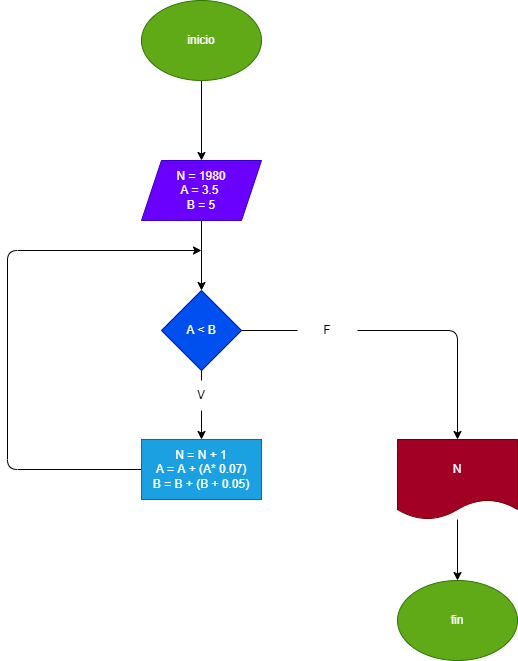 inicio
N = 1980
A = 3.5
B = 5
A < B
F
V
N = N + 1
A = A + (A* 0.07)
B = B + (B + 0.05)
N
fin